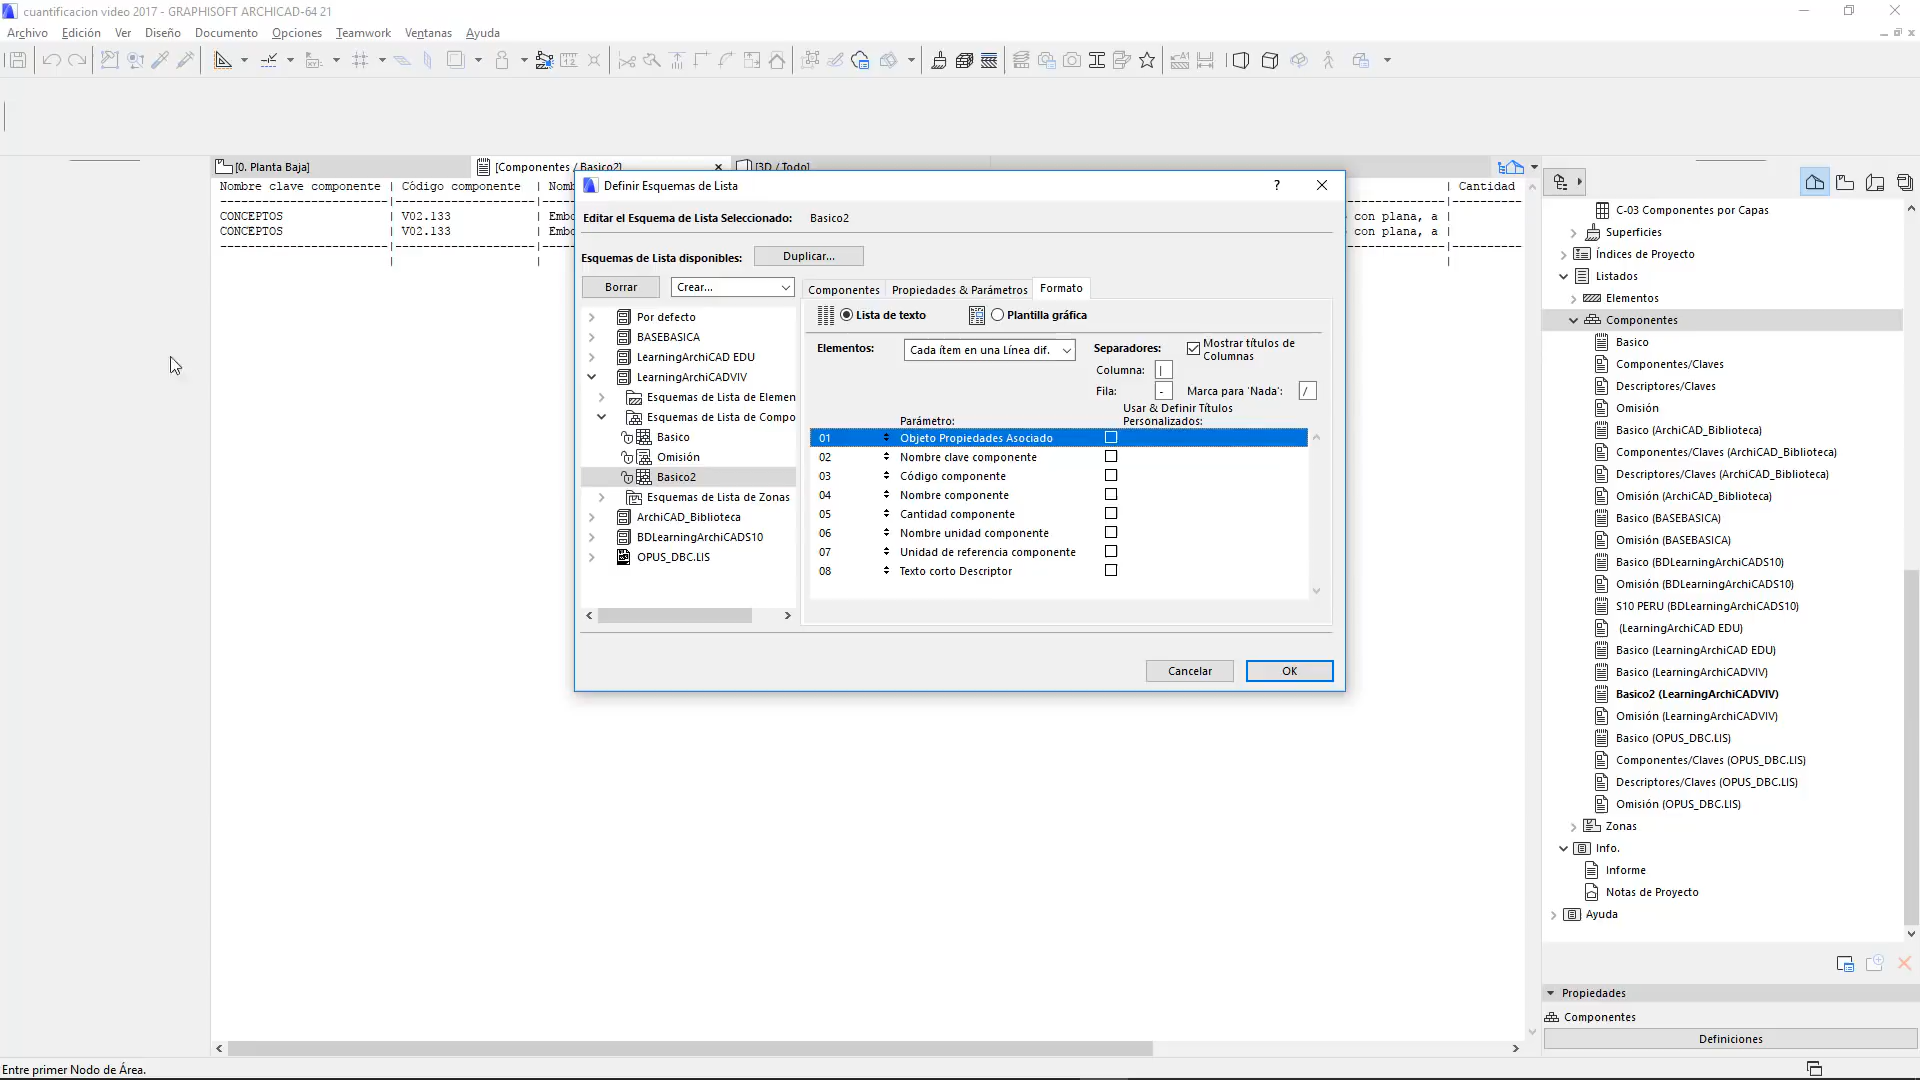 cuantificacion video 2017 - GRAPHISOFT ARCHICAD-64 21
Archivo Edición Ver Diseño Documento Opciones Teamwork Ventanas Ayuda
[0. Planta Baja]
[Componentes / Basico2]
[3D / Todo]
Nombre clave componente | Código componente | Nomb | Cantidad
CONCEPTOS | V02.133 | Embo con plana, a |
CONCEPTOS | V02.133 | Embo con plana, a |
Definir Esquemas de Lista
?
Editar el Esquema de Lista Seleccionado: Basico2
Esquemas de Lista disponibles: Duplicar...
Borrar Crear...
Por defecto
BASEBASICA
LearningArchiCAD EDU
LearningArchiCADVIV
Esquemas de Lista de Elemen
Esquemas de Lista de Compo
Basico
Omisión
Basico2
Esquemas de Lista de Zonas
ArchiCAD_Biblioteca
BDLearningArchiCADS10
OPUS_DBC.LIS
Componentes Propiedades & Parámetros Formato
Lista de texto Plantilla gráfica
Elementos: Cada ítem en una Línea dif. Separadores: Mostrar títulos de Columnas
Columna: |
Fila: - Marca para 'Nada': /
Usar & Definir Títulos
Parámetro: Personalizados:
01 Objeto Propiedades Asociado
02 Nombre clave componente
03 Código componente
04 Nombre componente
05 Cantidad componente
06 Nombre unidad componente
07 Unidad de referencia componente
08 Texto corto Descriptor
Cancelar OK
C-03 Componentes por Capas
Superficies
Índices de Proyecto
Listados
Elementos
Componentes
Basico
Componentes/Claves
Descriptores/Claves
Omisión
Basico (ArchiCAD_Biblioteca)
Componentes/Claves (ArchiCAD_Biblioteca)
Descriptores/Claves (ArchiCAD_Biblioteca)
Omisión (ArchiCAD_Biblioteca)
Basico (BASEBASICA)
Omisión (BASEBASICA)
Basico (BDLearningArchiCADS10)
Omisión (BDLearningArchiCADS10)
S10 PERU (BDLearningArchiCADS10)
(LearningArchiCAD EDU)
Basico (LearningArchiCAD EDU)
Basico (LearningArchiCADVIV)
Basico2 (LearningArchiCADVIV)
Omisión (LearningArchiCADVIV)
Basico (OPUS_DBC.LIS)
Componentes/Claves (OPUS_DBC.LIS)
Descriptores/Claves (OPUS_DBC.LIS)
Omisión (OPUS_DBC.LIS)
Zonas
Info.
Informe
Notas de Proyecto
Ayuda
Propiedades
Componentes
Definiciones
Entre primer Nodo de Área.